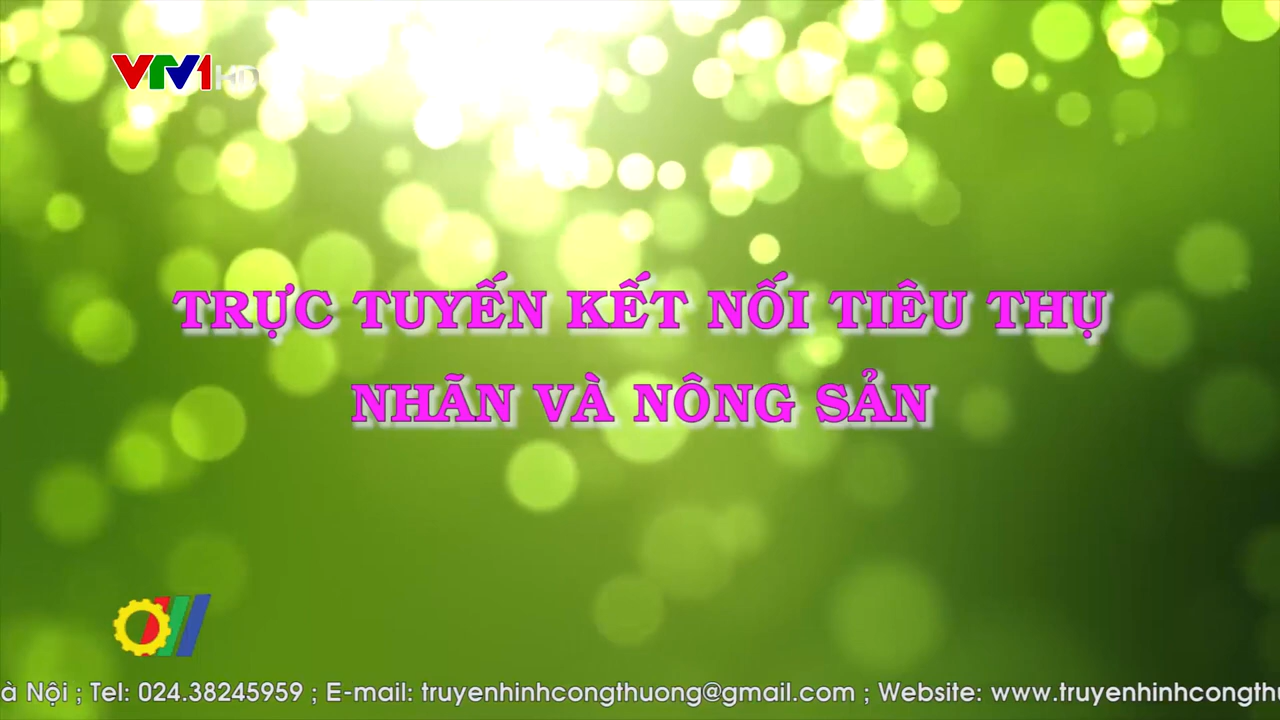 VTV1 HD
TRỰC TUYẾN KẾT NỐI TIÊU THỤ
NHÃN VÀ NÔNG SẢN
à Nội ; Tel: 024.38245959 ; E-mail: truyenhinhcongthuong@gmail.com ; Website: www.truyenhinhcongthu